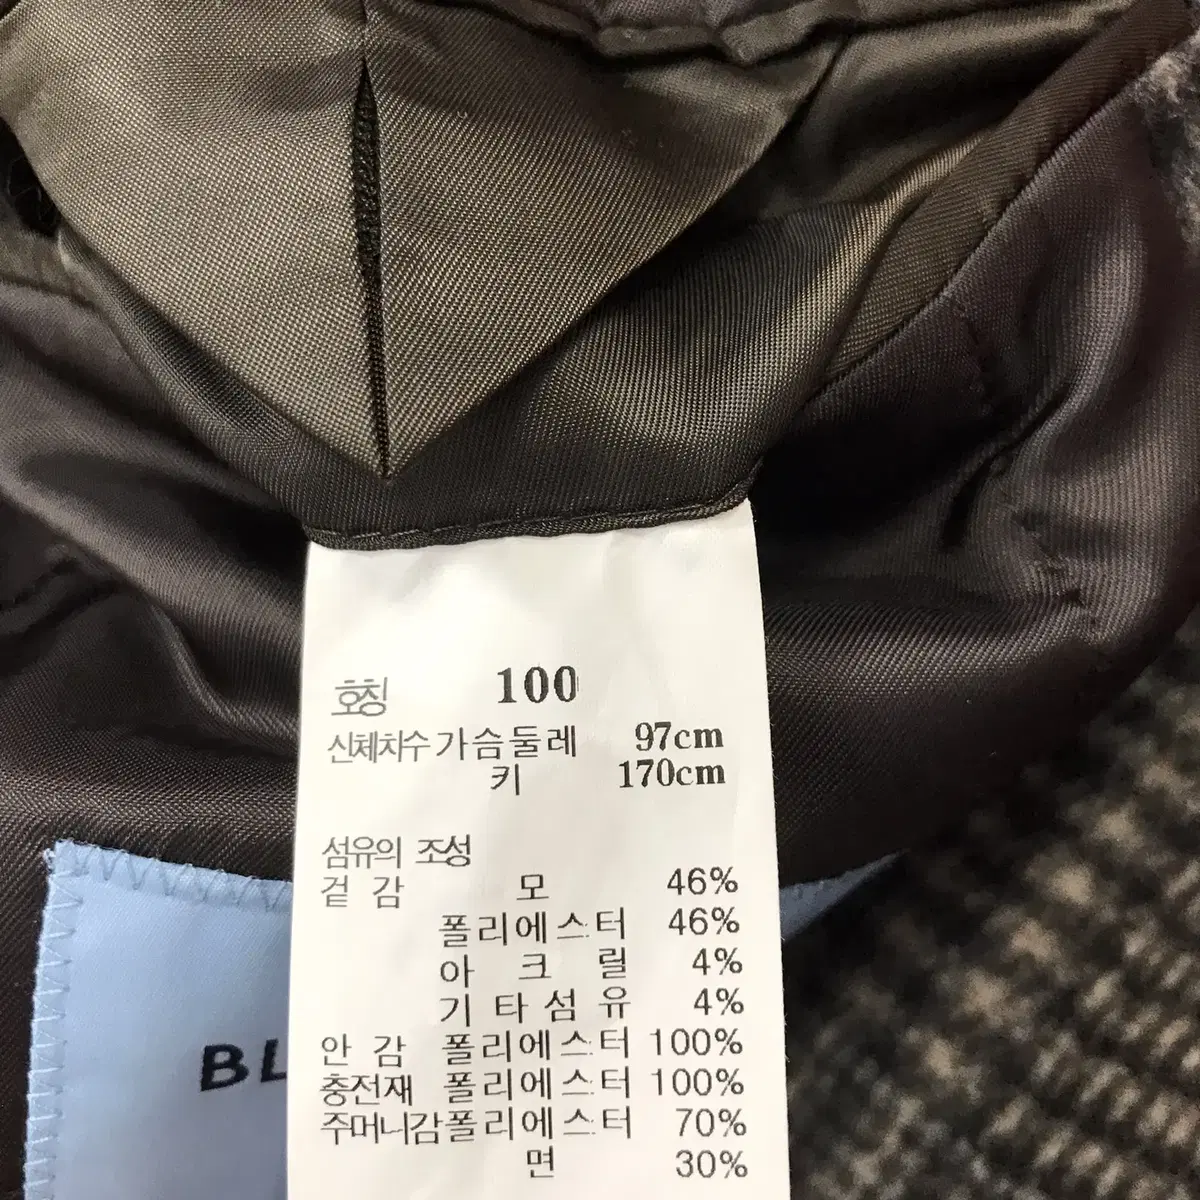 호칭 100
신체치수 가슴둘레 97cm
키 170cm
섬유의 조성
겉감 모 46%
폴리에스터 46%
아크릴 4%
기타섬유 4%
안감 폴리에스터 100%
충전재 폴리에스터 100%
주머니감 폴리에스터 70%
면 30%
BL